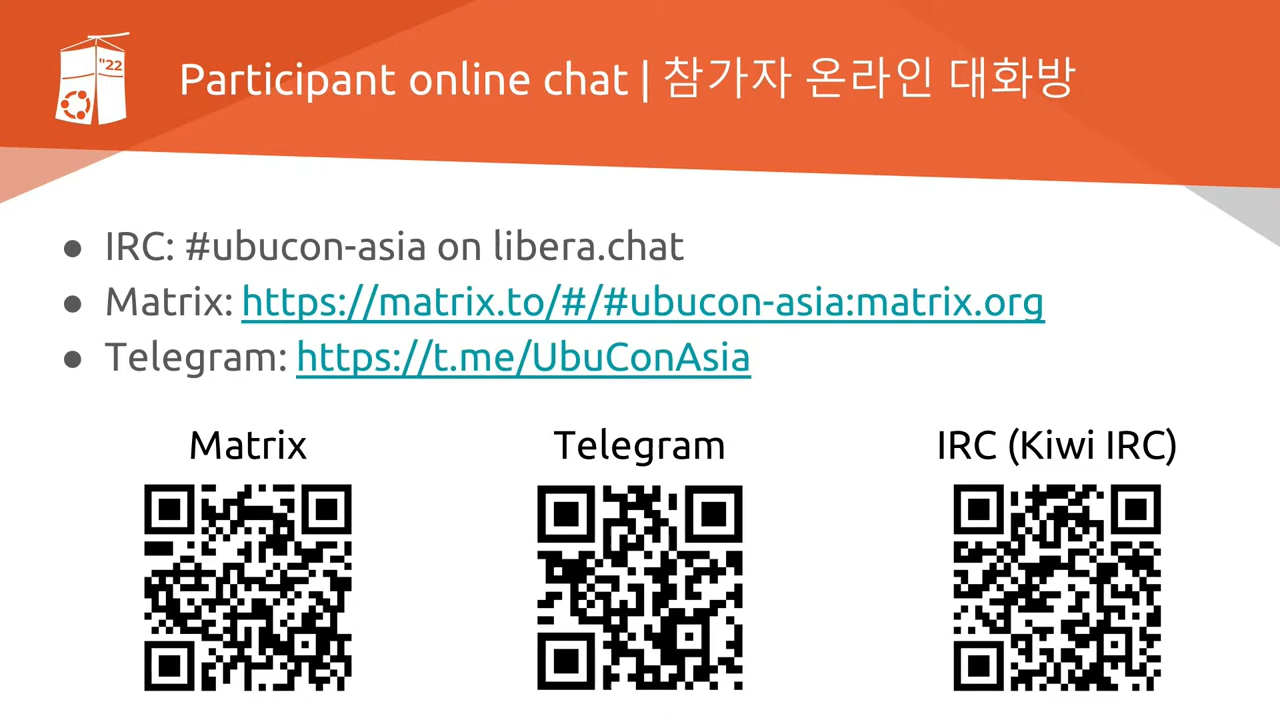 "22
Participant online chat | 참가자 온라인 대화방
● IRC: #ubucon-asia on libera.chat
● Matrix: https://matrix.to/#/#ubucon-asia:matrix.org
● Telegram: https://t.me/UbuConAsia
Matrix
Telegram
IRC (Kiwi IRC)